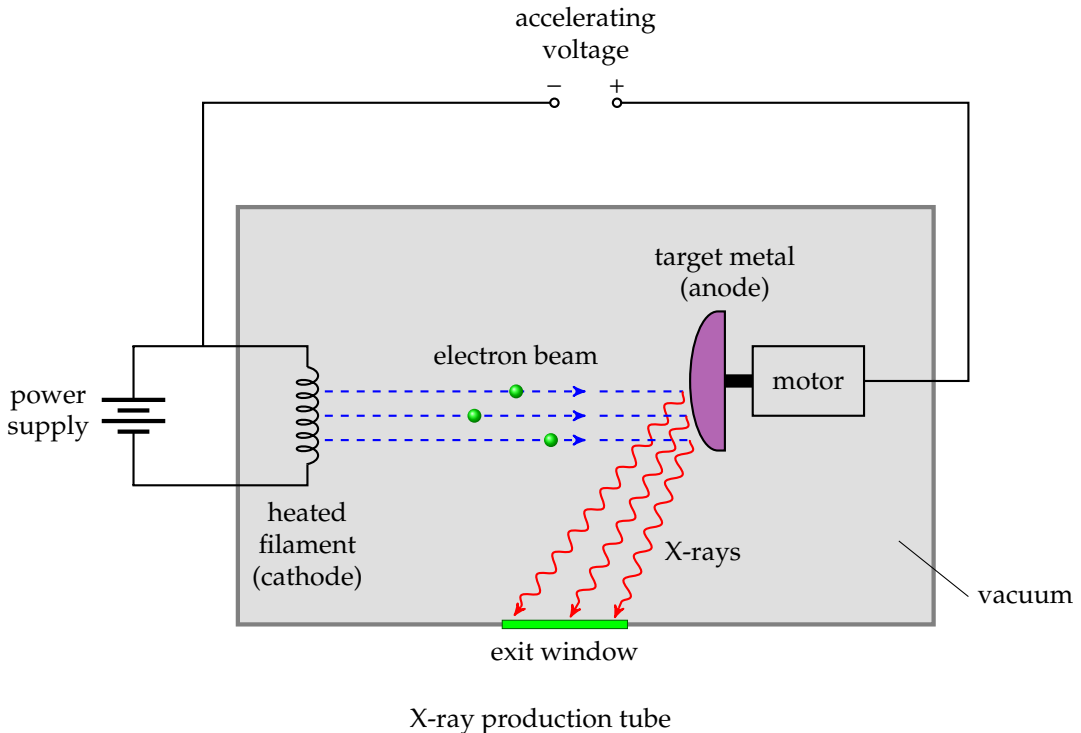 accelerating
voltage
− +
target metal
(anode)
electron beam
motor
power
supply
heated
filament
(cathode)
X-rays
vacuum
exit window
X-ray production tube